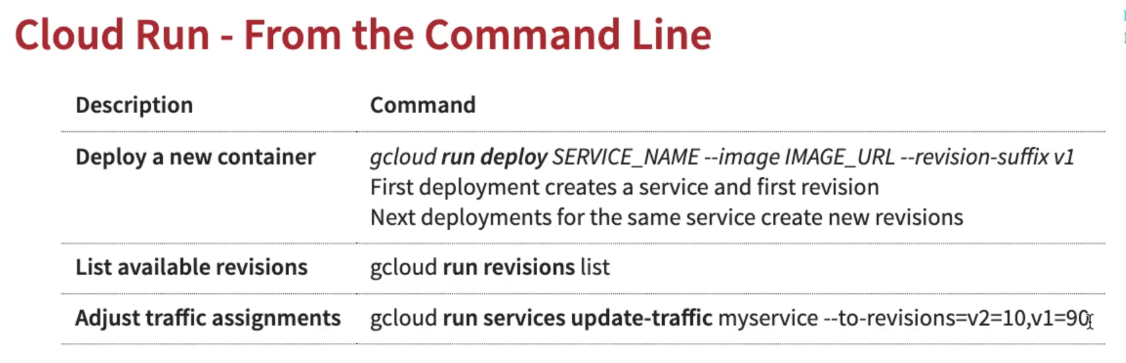 Cloud Run - From the Command Line
Description Command
Deploy a new container gcloud run deploy SERVICE_NAME --image IMAGE_URL --revision-suffix v1
First deployment creates a service and first revision
Next deployments for the same service create new revisions
List available revisions gcloud run revisions list
Adjust traffic assignments gcloud run services update-traffic myservice --to-revisions=v2=10,v1=90